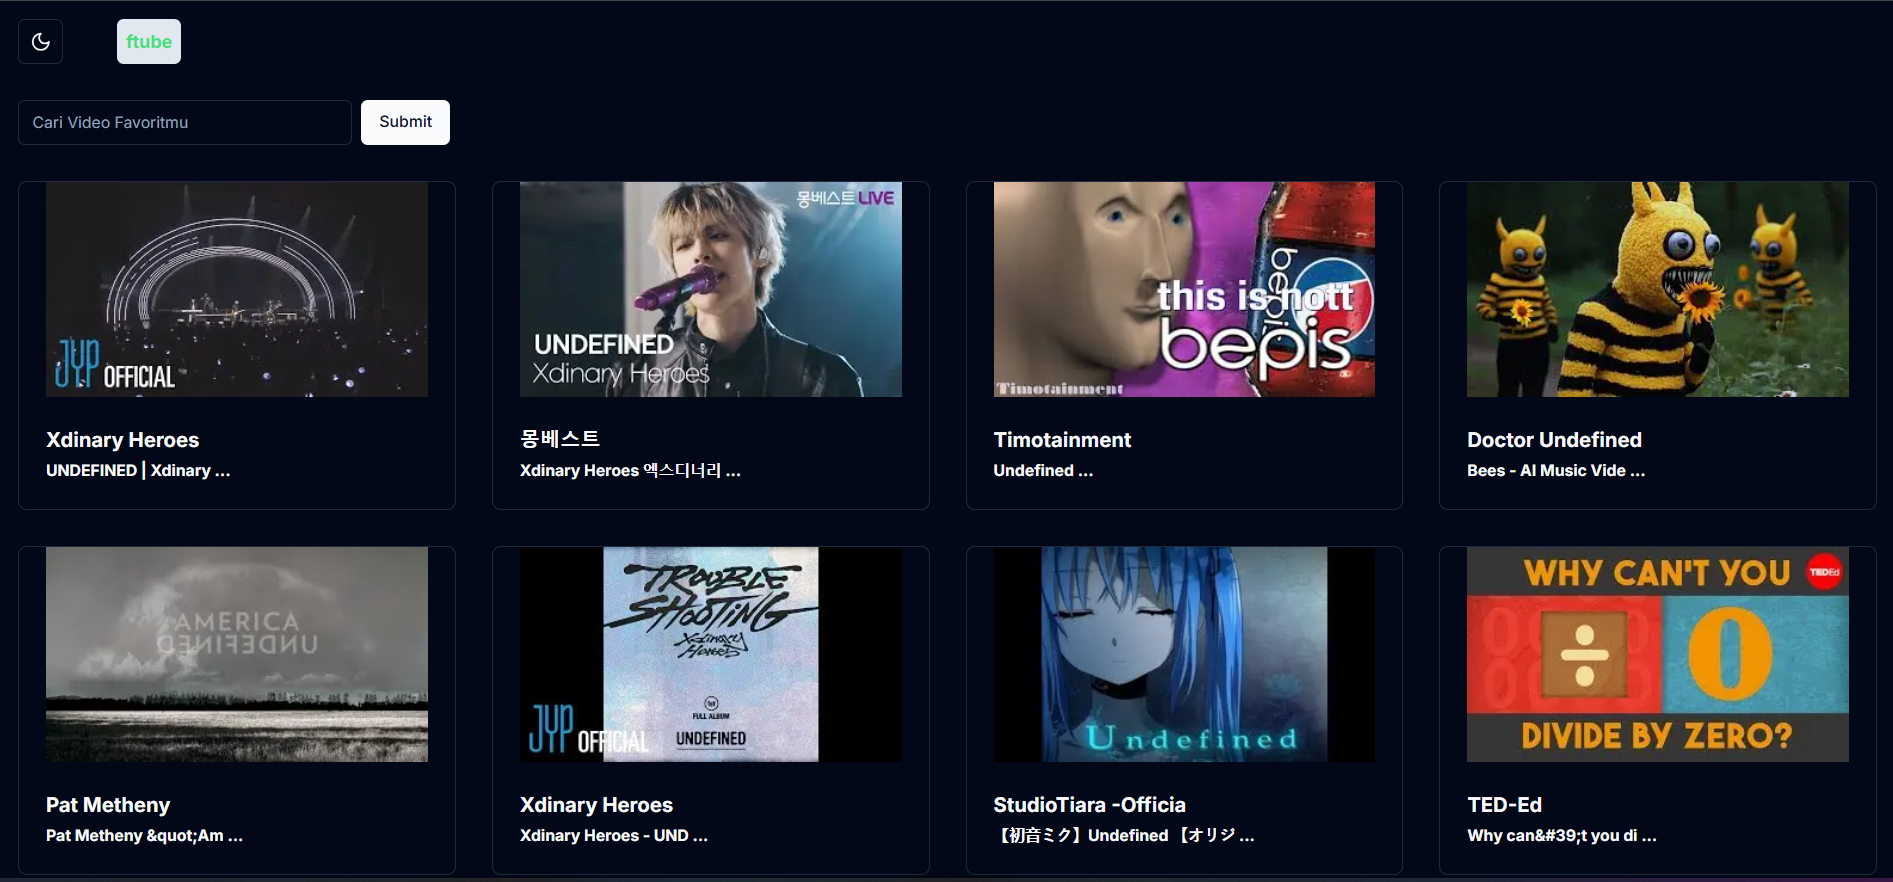 ftube
Cari Video Favoritmu
Submit
JYP OFFICIAL
몽베스트 LIVE
UNDEFINED
Xdinary Heroes
bepis
this is nott
bepis
Timotainment
Xdinary Heroes
UNDEFINED | Xdinary ...
몽베스트
Xdinary Heroes 엑스디너리 ...
Timotainment
Undefined ...
Doctor Undefined
Bees - AI Music Vide ...
AMERICA
UNDEFINED
TROUBLE
SHOOTING
Xdinary
Heroes
1st
FULL ALBUM
UNDEFINED
JYP OFFICIAL
Undefined
WHY CAN'T YOU
TEDEd
0
DIVIDE BY ZERO?
Pat Metheny
Pat Metheny &quot;Am ...
Xdinary Heroes
Xdinary Heroes - UND ...
StudioTiara -Officia
【初音ミク】Undefined 【オリジ ...
TED-Ed
Why can&#39;t you di ...